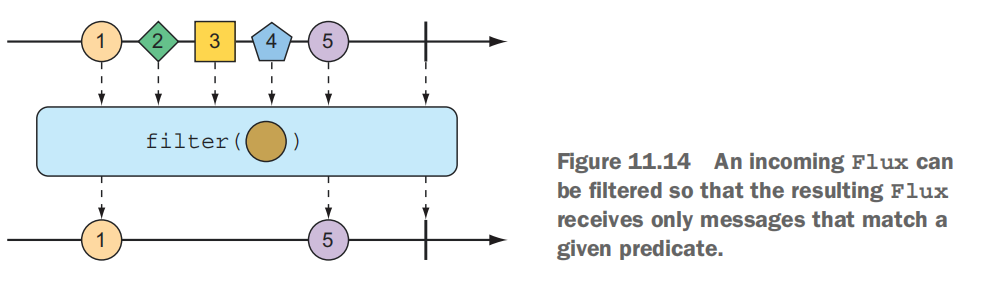 1 2 3 4 5
filter( )
1 5
Figure 11.14 An incoming Flux can
be filtered so that the resulting Flux
receives only messages that match a
given predicate.